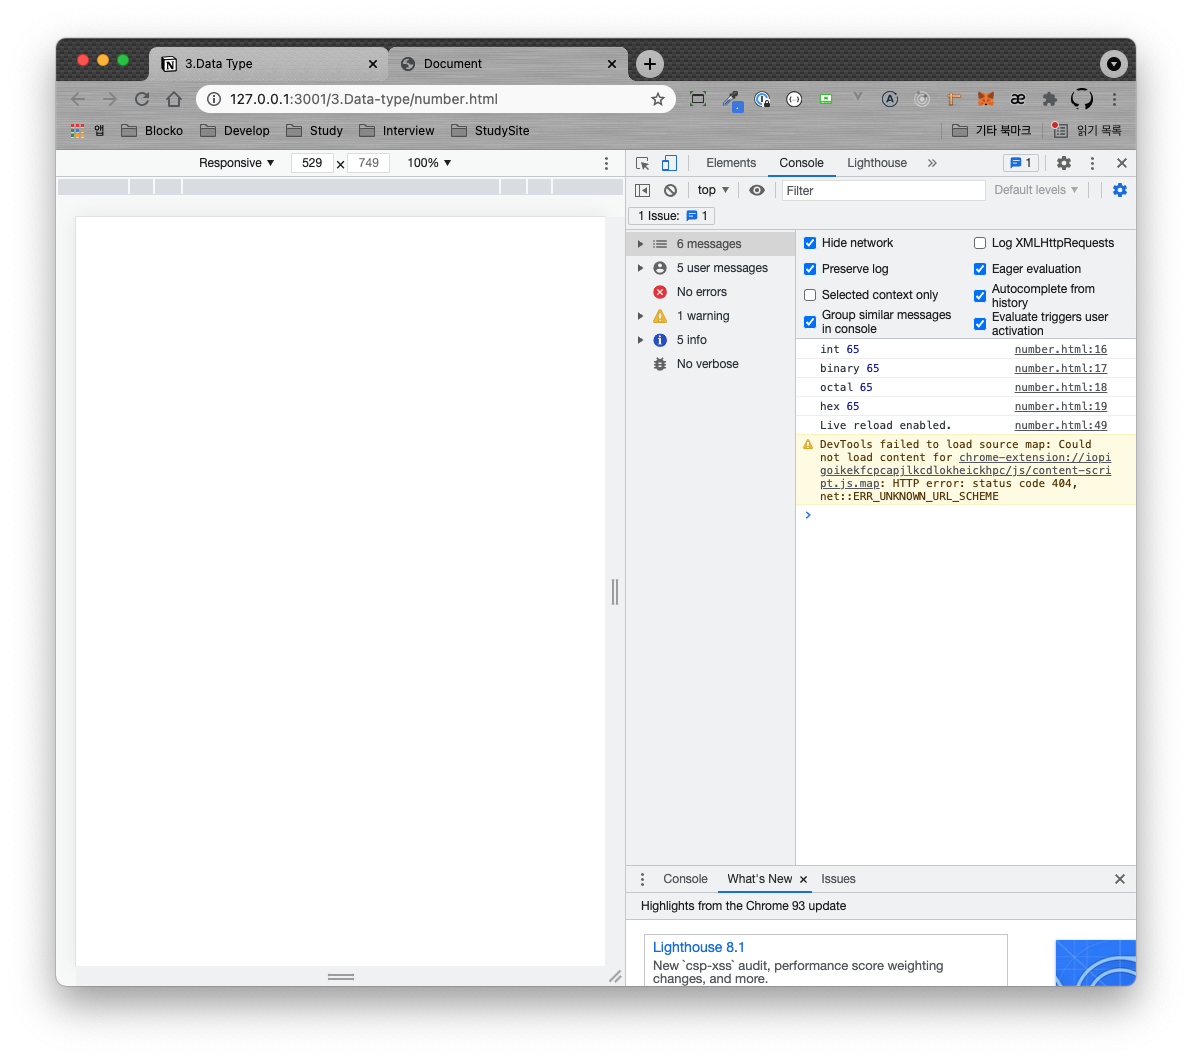 3.Data Type
Document
127.0.0.1:3001/3.Data-type/number.html
앱
Blocko
Develop
Study
Interview
StudySite
기타 북마크
읽기 목록
Responsive ▼
529 × 749
100% ▼
Elements
Console
Lighthouse
»
1
top ▼
Filter
Default levels ▼
1 Issue: 1
6 messages
5 user messages
No errors
1 warning
5 info
No verbose
Hide network
Log XMLHttpRequests
Preserve log
Eager evaluation
Selected context only
Autocomplete from
history
Group similar messages
in console
Evaluate triggers user
activation
int 65 number.html:16
binary 65 number.html:17
octal 65 number.html:18
hex 65 number.html:19
Live reload enabled. number.html:49
DevTools failed to load source map: Could
not load content for chrome-extension://iopi
goikekfcpcapjlkcdlokheickhpc/js/content-scri
pt.js.map: HTTP error: status code 404,
net::ERR_UNKNOWN_URL_SCHEME
Console
What's New
Issues
Highlights from the Chrome 93 update
Lighthouse 8.1
New `csp-xss` audit, performance score weighting
changes, and more.